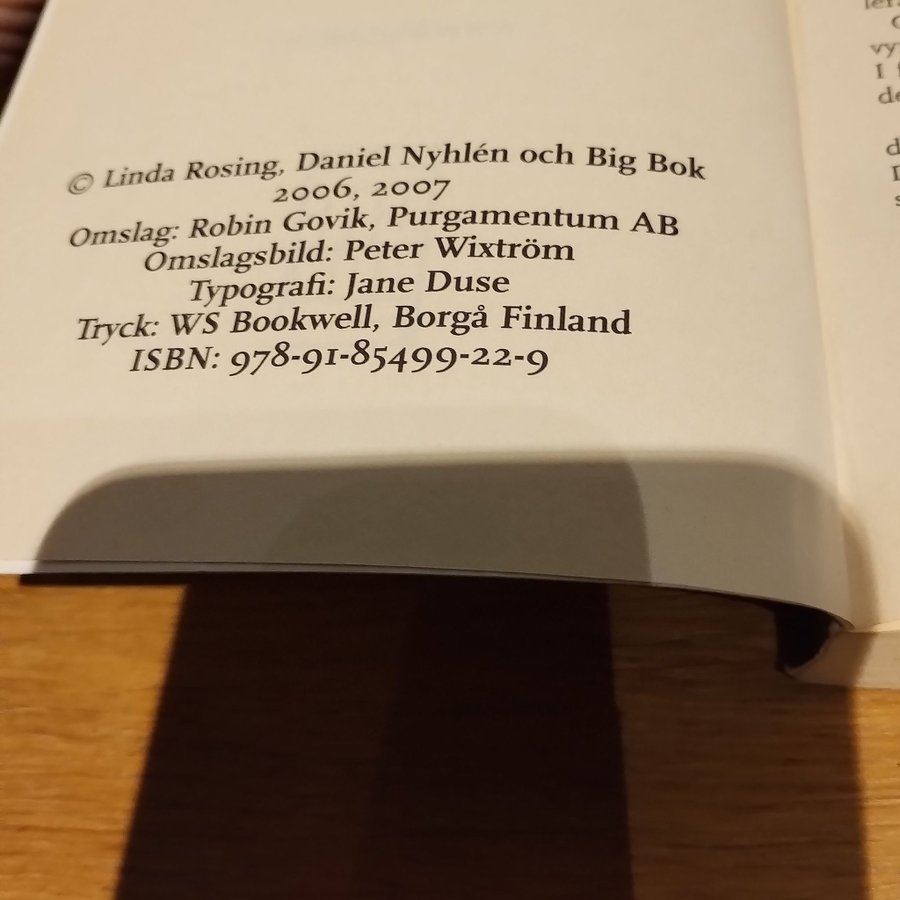 © Linda Rosing, Daniel Nyhlén och Big Bok
2006, 2007
Omslag: Robin Govik, Purgamentum AB
Omslagsbild: Peter Wixtröm
Typografi: Jane Duse
Tryck: WS Bookwell, Borgå Finland
ISBN: 978-91-85499-22-9